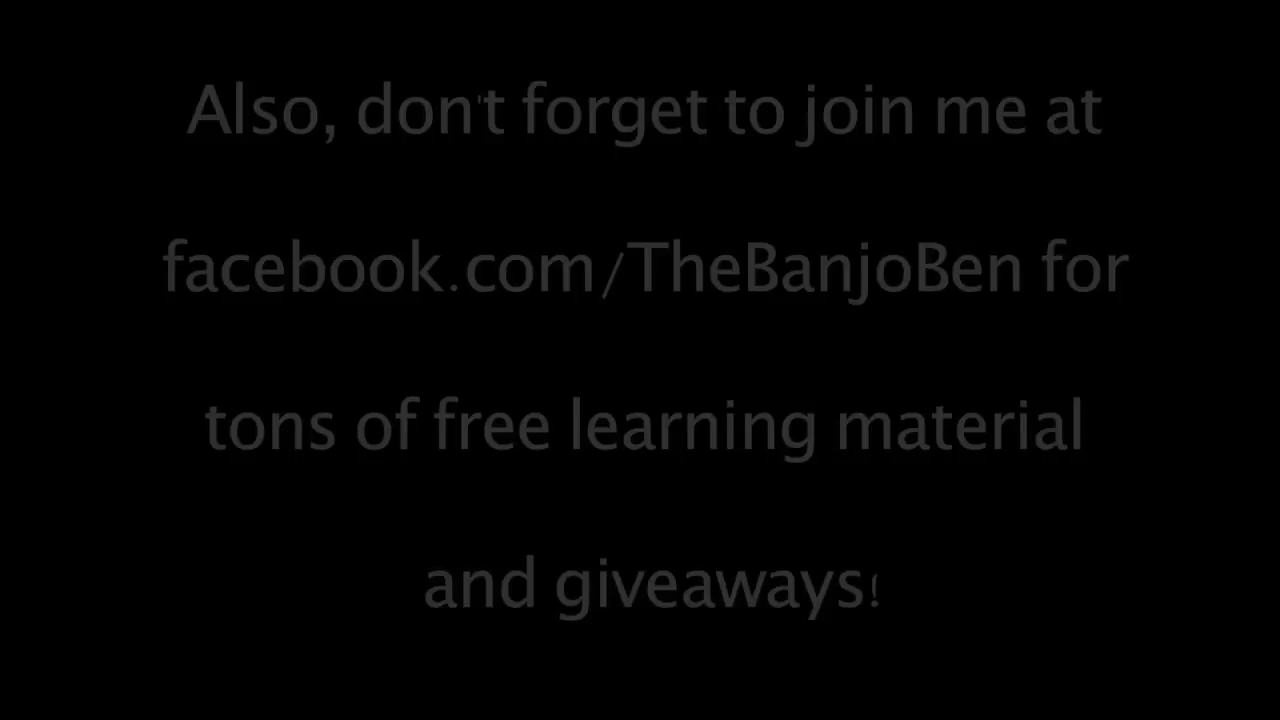 Also, don't forget to join me at
facebook.com/TheBanjoBen for
tons of free learning material
and giveaways!